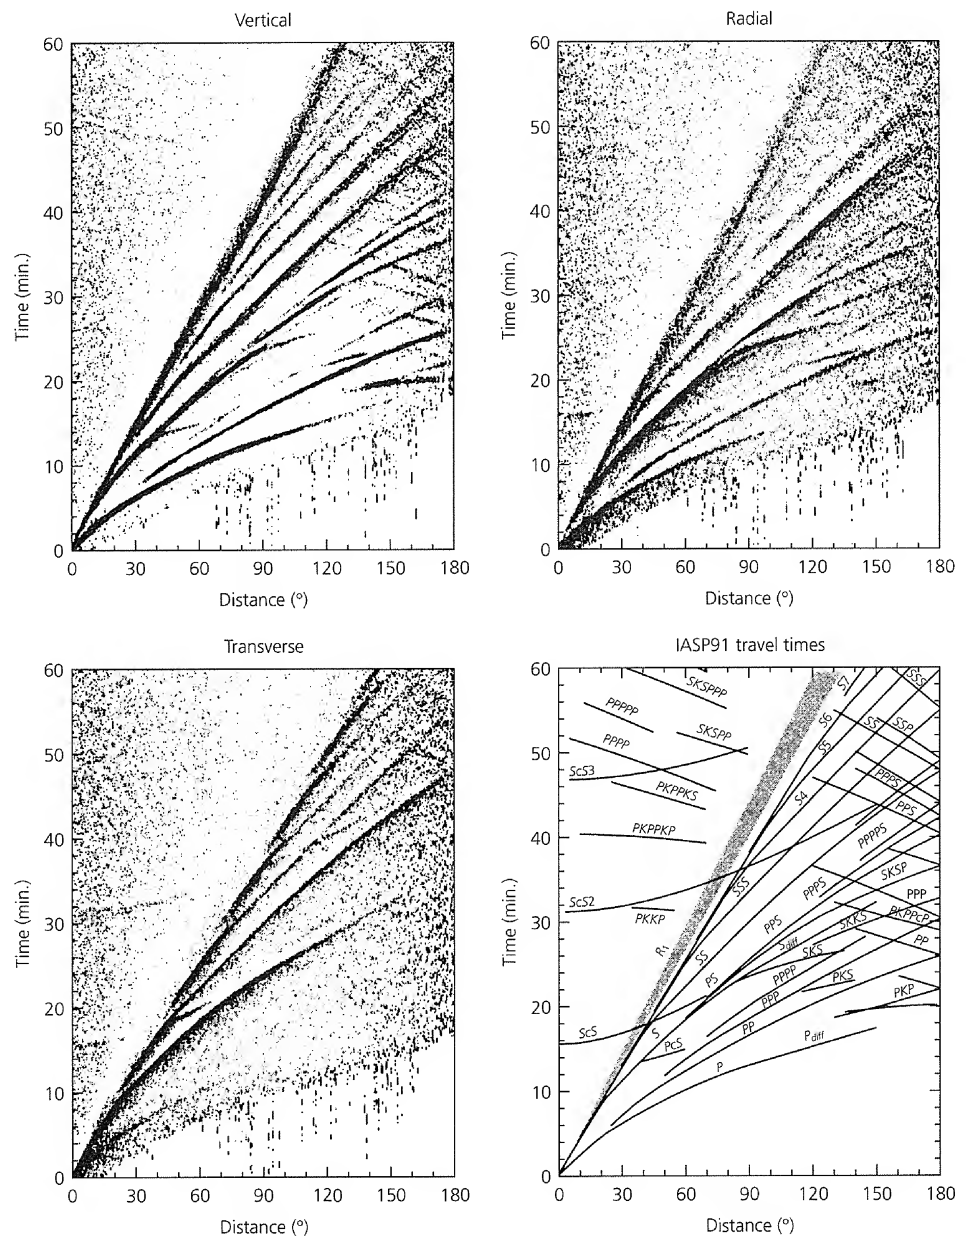 Vertical
60
50
40
30
20
10
0
Time (min.)
0 30 60 90 120 150 180
Distance (°)
Radial
60
50
40
30
20
10
0
Time (min.)
0 30 60 90 120 150 180
Distance (°)
Transverse
60
50
40
30
20
10
0
Time (min.)
0 30 60 90 120 150 180
Distance (°)
IASP91 travel times
60
50
40
30
20
10
0
Time (min.)
SKSPPP
PPPPP
SKSPP
PPPP
ScS3
PKPPKS
PKPPKP
ScS2
PKKP
R1
ScS
S
PcS
P
Pdiff
PP
PPP
PPPP
PKS
PKP
SKS
Sdiff
SKKS
PS
SS
PPS
SSS
PPPS
S4
S5
S6
S7
SS
SSP
SSS
PPPS
PPS
PPPPS
SKSP
PPP
PKPPcP
PP
0 30 60 90 120 150 180
Distance (°)